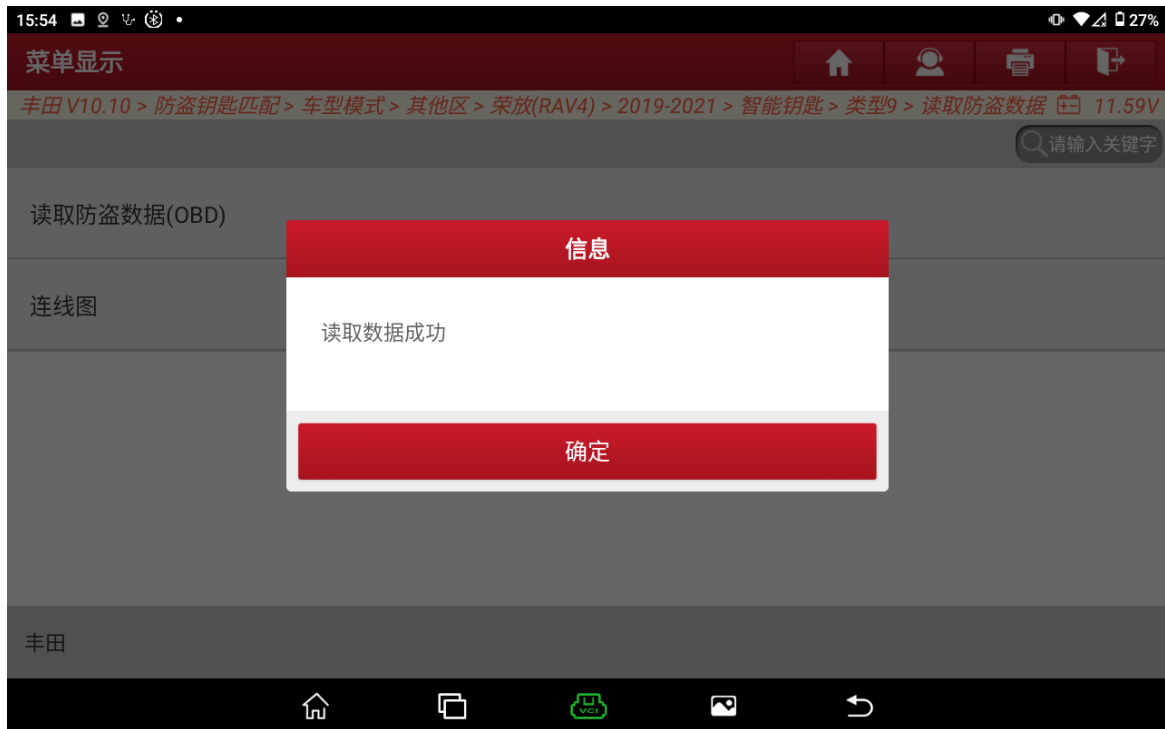 15:54 27%
菜单显示
丰田 V10.10 > 防盗钥匙匹配 > 车型模式 > 其他区 > 荣放(RAV4) > 2019-2021 > 智能钥匙 > 类型9 > 读取防盗数据 11.59V
请输入关键字
读取防盗数据(OBD)
信息
连线图
读取数据成功
确定
丰田
VCI